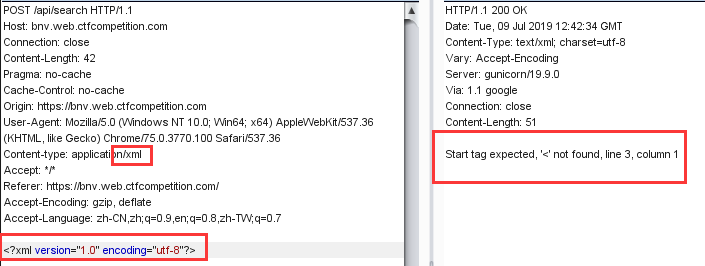 POST /api/search HTTP/1.1
Host: bnv.web.ctfcompetition.com
Connection: close
Content-Length: 42
Pragma: no-cache
Cache-Control: no-cache
Origin: https://bnv.web.ctfcompetition.com
User-Agent: Mozilla/5.0 (Windows NT 10.0; Win64; x64) AppleWebKit/537.36
(KHTML, like Gecko) Chrome/75.0.3770.100 Safari/537.36
Content-type: application/xml
Accept: */*
Referer: https://bnv.web.ctfcompetition.com/
Accept-Encoding: gzip, deflate
Accept-Language: zh-CN,zh;q=0.9,en;q=0.8,zh-TW;q=0.7
<?xml version="1.0" encoding="utf-8"?>
HTTP/1.1 200 OK
Date: Tue, 09 Jul 2019 12:42:34 GMT
Content-Type: text/xml; charset=utf-8
Vary: Accept-Encoding
Server: gunicorn/19.9.0
Via: 1.1 google
Connection: close
Content-Length: 51
Start tag expected, '<' not found, line 3, column 1